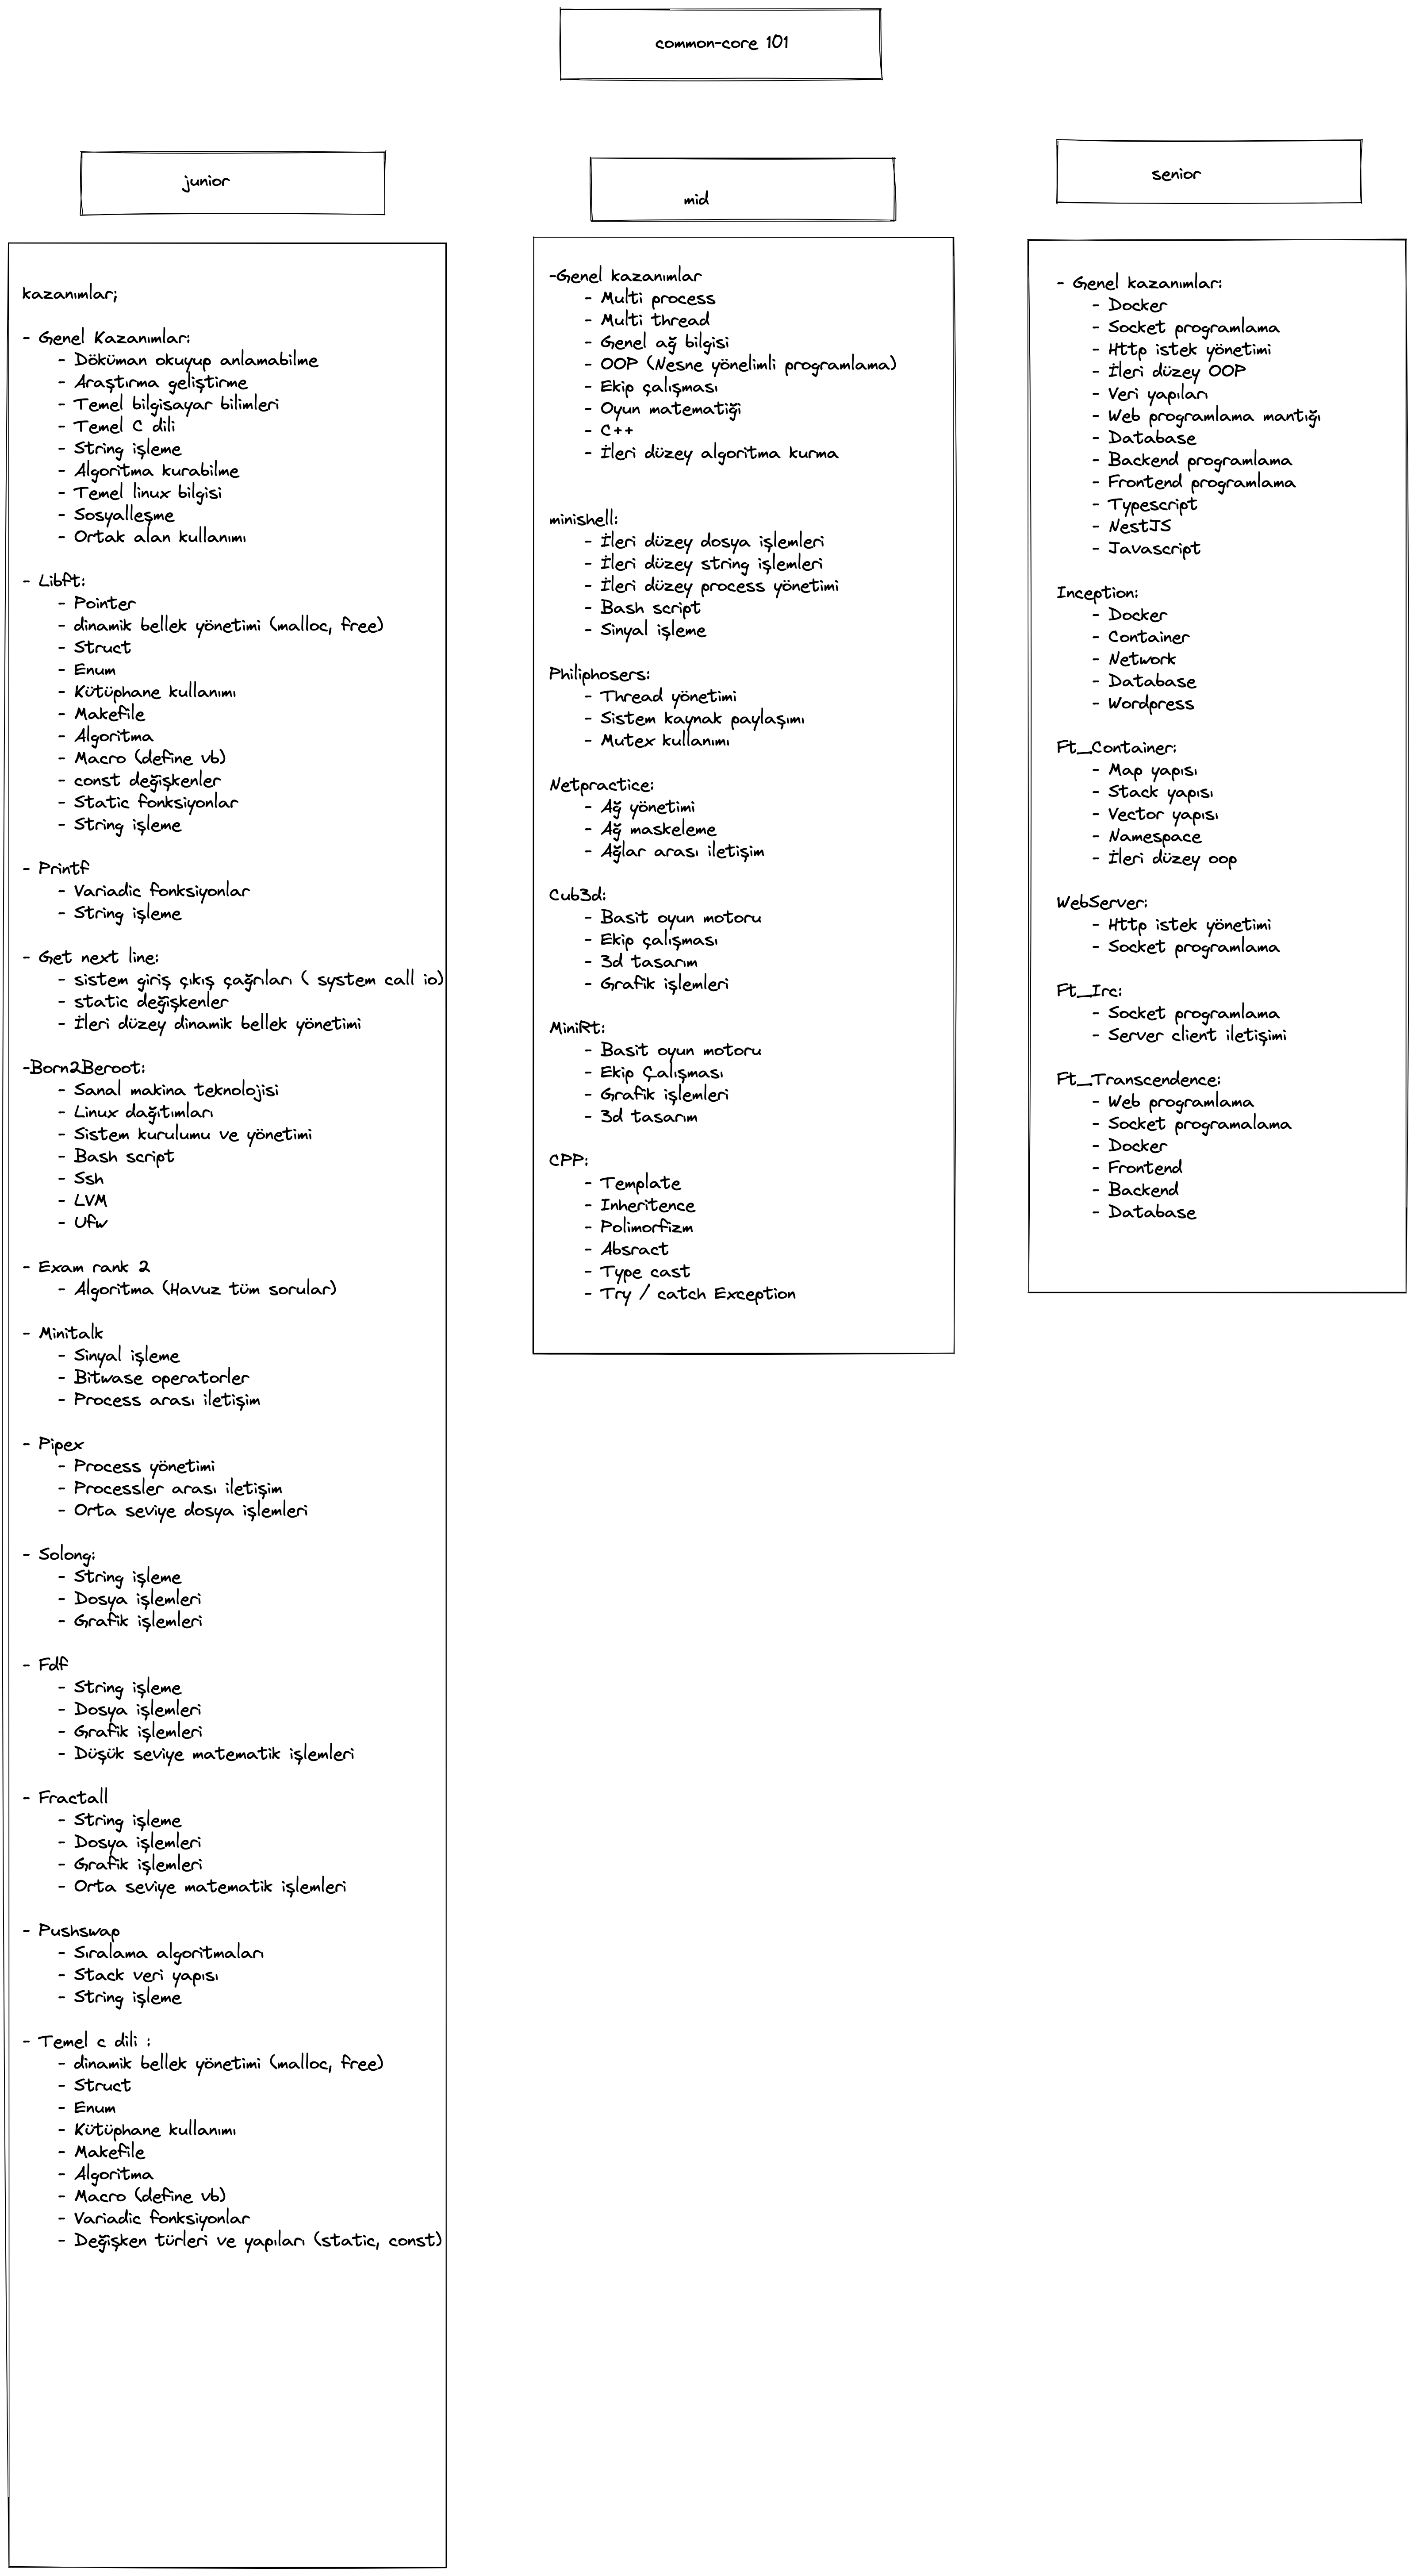 common-core 101
junior
kazanımlar;
- Genel Kazanımlar:
- Döküman okuyup anlamabilme
- Araştırma geliştirme
- Temel bilgisayar bilimleri
- Temel C dili
- String işleme
- Algoritma kurabilme
- Temel linux bilgisi
- Sosyalleşme
- Ortak alan kullanımı
- Libft:
- Pointer
- dinamik bellek yönetimi (malloc, free)
- Struct
- Enum
- Kütüphane kullanımı
- Makefile
- Algoritma
- Macro (define vb)
- const değişkenler
- Static fonksiyonlar
- String işleme
- Printf
- Variadic fonksiyonlar
- String işleme
- Get next line:
- sistem giriş çıkış çağrıları ( system call io)
- static değişkenler
- İleri düzey dinamik bellek yönetimi
-Born2Beroot:
- Sanal makina teknolojisi
- Linux dağıtımları
- Sistem kurulumu ve yönetimi
- Bash script
- Ssh
- LVM
- Ufw
- Exam rank 2
- Algoritma (Havuz tüm sorular)
- Minitalk
- Sinyal işleme
- Bitwase operatorler
- Process arası iletişim
- Pipex
- Process yönetimi
- Processler arası iletişim
- Orta seviye dosya işlemleri
- Solong:
- String işleme
- Dosya işlemleri
- Grafik işlemleri
- Fdf
- String işleme
- Dosya işlemleri
- Grafik işlemleri
- Düşük seviye matematik işlemleri
- Fractall
- String işleme
- Dosya işlemleri
- Grafik işlemleri
- Orta seviye matematik işlemleri
- Pushswap
- Sıralama algoritmaları
- Stack veri yapısı
- String işleme
- Temel c dili :
- dinamik bellek yönetimi (malloc, free)
- Struct
- Enum
- Kütüphane kullanımı
- Makefile
- Algoritma
- Macro (define vb)
- Variadic fonksiyonlar
- Değişken türleri ve yapıları (static, const)
mid
-Genel kazanımlar
- Multi process
- Multi thread
- Genel ağ bilgisi
- OOP (Nesne yönelimli programlama)
- Ekip çalışması
- Oyun matematiği
- C++
- İleri düzey algoritma kurma
minishell:
- İleri düzey dosya işlemleri
- İleri düzey string işlemleri
- İleri düzey process yönetimi
- Bash script
- Sinyal işleme
Philiphosers:
- Thread yönetimi
- Sistem kaynak paylaşımı
- Mutex kullanımı
Netpractice:
- Ağ yönetimi
- Ağ maskeleme
- Ağlar arası iletişim
Cub3d:
- Basit oyun motoru
- Ekip çalışması
- 3d tasarım
- Grafik işlemleri
MiniRt:
- Basit oyun motoru
- Ekip Çalışması
- Grafik işlemleri
- 3d tasarım
CPP:
- Template
- Inheritence
- Polimorfizm
- Absract
- Type cast
- Try / catch Exception
senior
- Genel kazanımlar:
- Docker
- Socket programlama
- Http istek yönetimi
- İleri düzey OOP
- Veri yapıları
- Web programlama mantığı
- Database
- Backend programlama
- Frontend programlama
- Typescript
- NestJS
- Javascript
Inception:
- Docker
- Container
- Network
- Database
- Wordpress
Ft_Container:
- Map yapısı
- Stack yapısı
- Vector yapısı
- Namespace
- İleri düzey oop
WebServer:
- Http istek yönetimi
- Socket programlama
Ft_Irc:
- Socket programlama
- Server client iletişimi
Ft_Transcendence:
- Web programlama
- Socket programalama
- Docker
- Frontend
- Backend
- Database